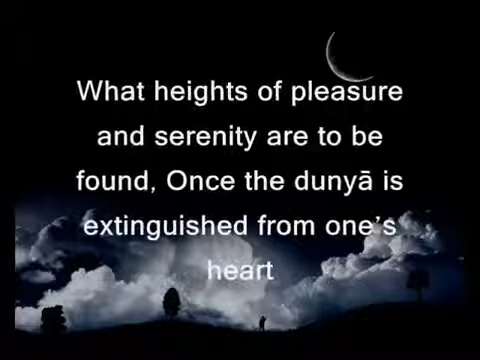 What heights of pleasure
and serenity are to be
found, Once the dunyā is
extinguished from one's
heart